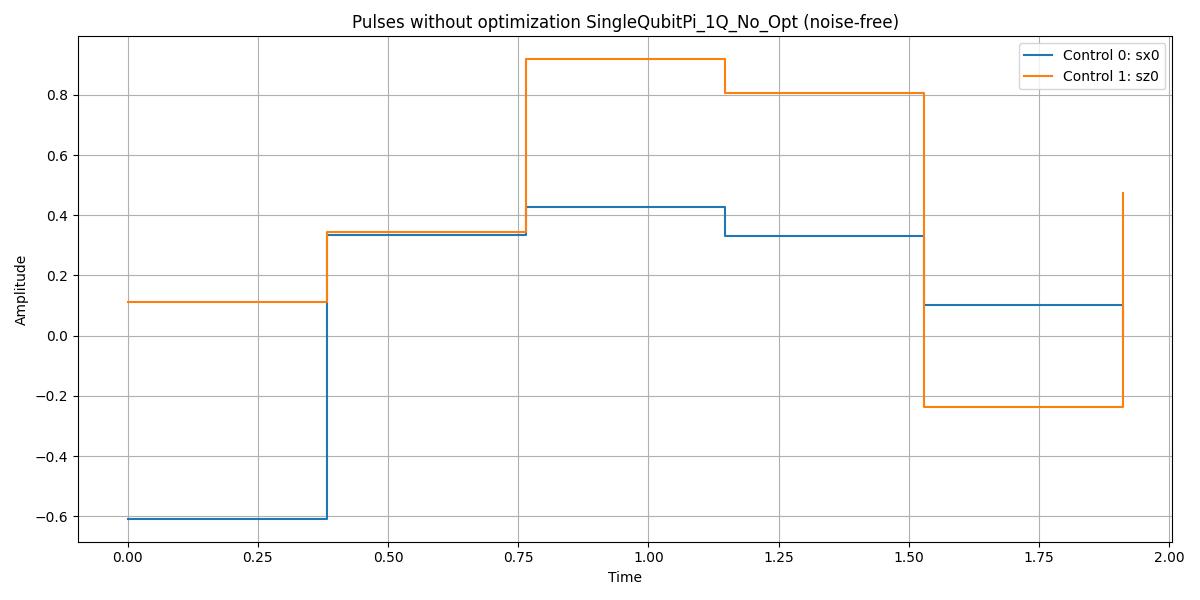 Pulses without optimization SingleQubitPi_1Q_No_Opt (noise-free)
Control 0: sx0
Control 1: sz0
Amplitude
0.8
0.6
0.4
0.2
0.0
−0.2
−0.4
−0.6
0.00 0.25 0.50 0.75 1.00 1.25 1.50 1.75 2.00
Time